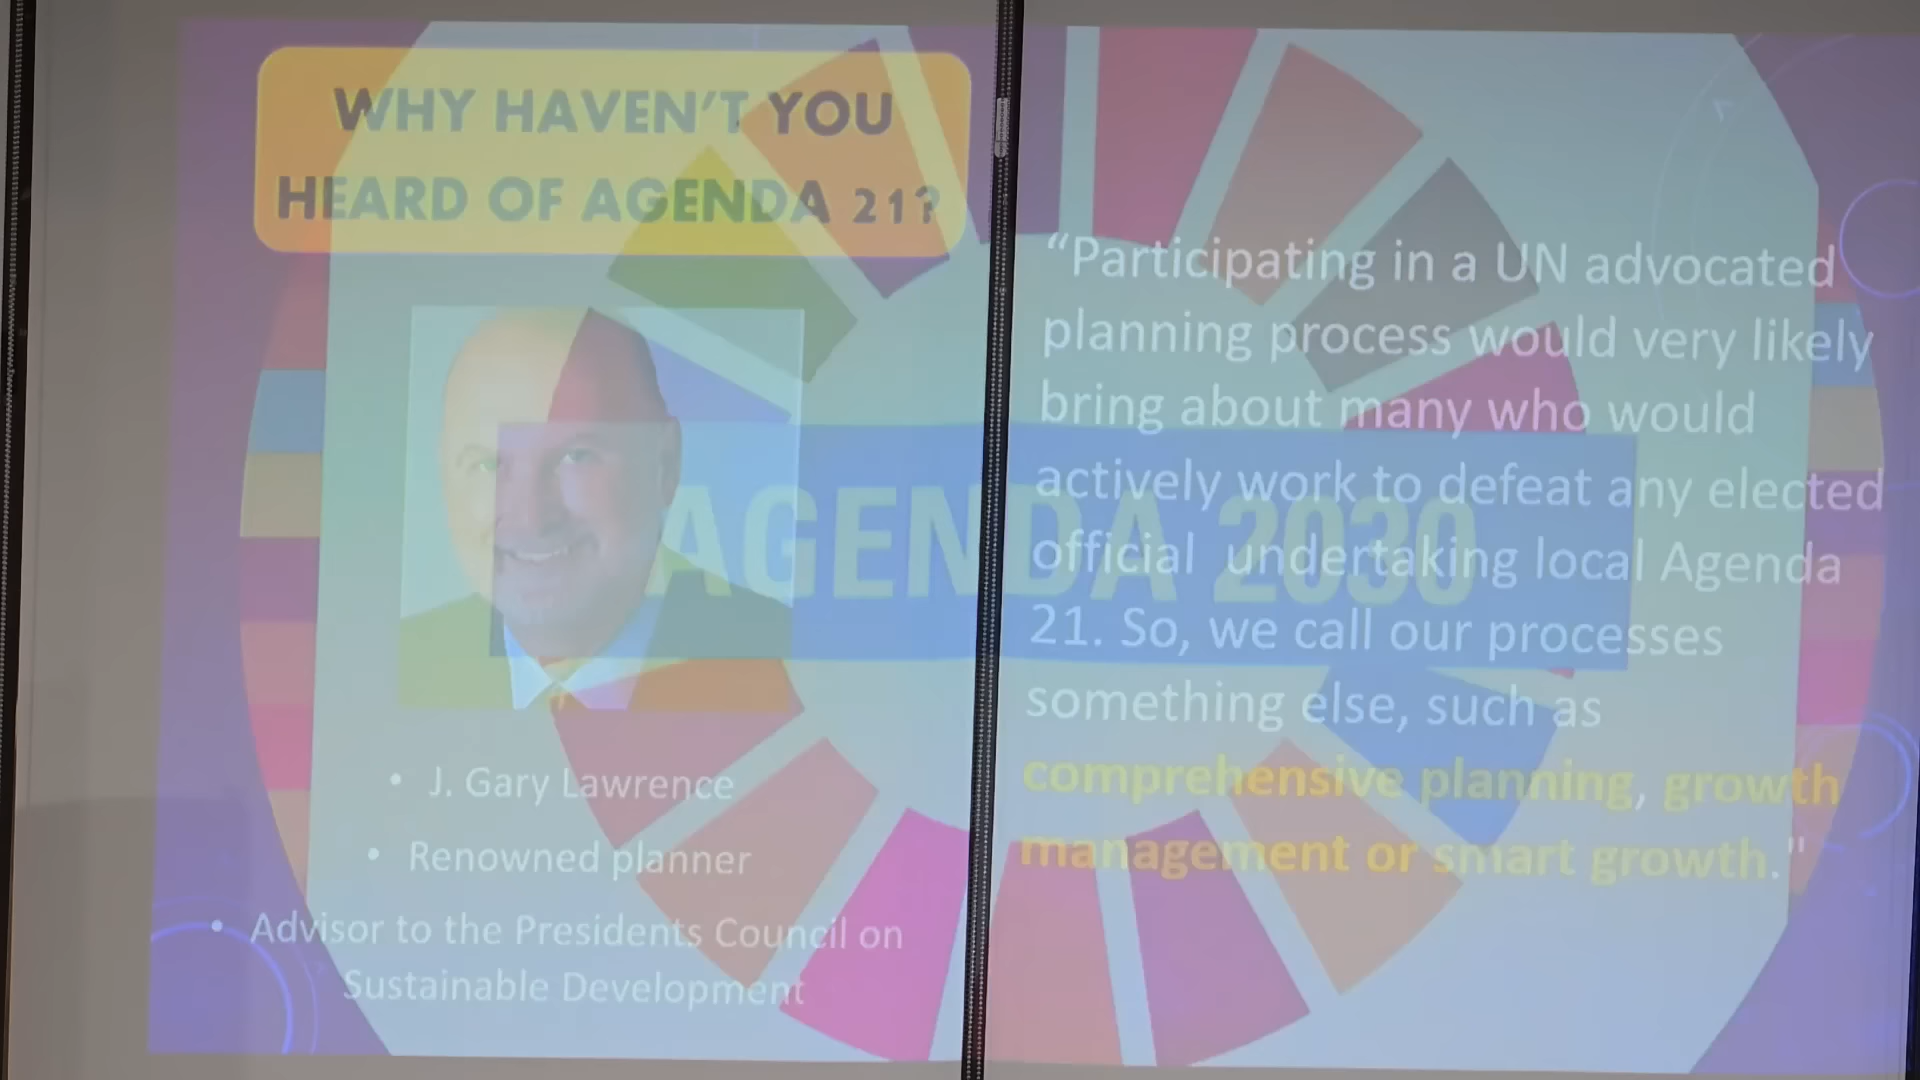 WHY HAVEN'T YOU
HEARD OF AGENDA 21?
• J. Gary Lawrence
• Renowned planner
• Advisor to the Presidents Council on
Sustainable Development
"Participating in a UN advocated
planning process would very likely
bring about many who would
actively work to defeat any elected
official undertaking local Agenda
21. So, we call our processes
something else, such as
comprehensive planning, growth
management or smart growth."
AGENDA 2030